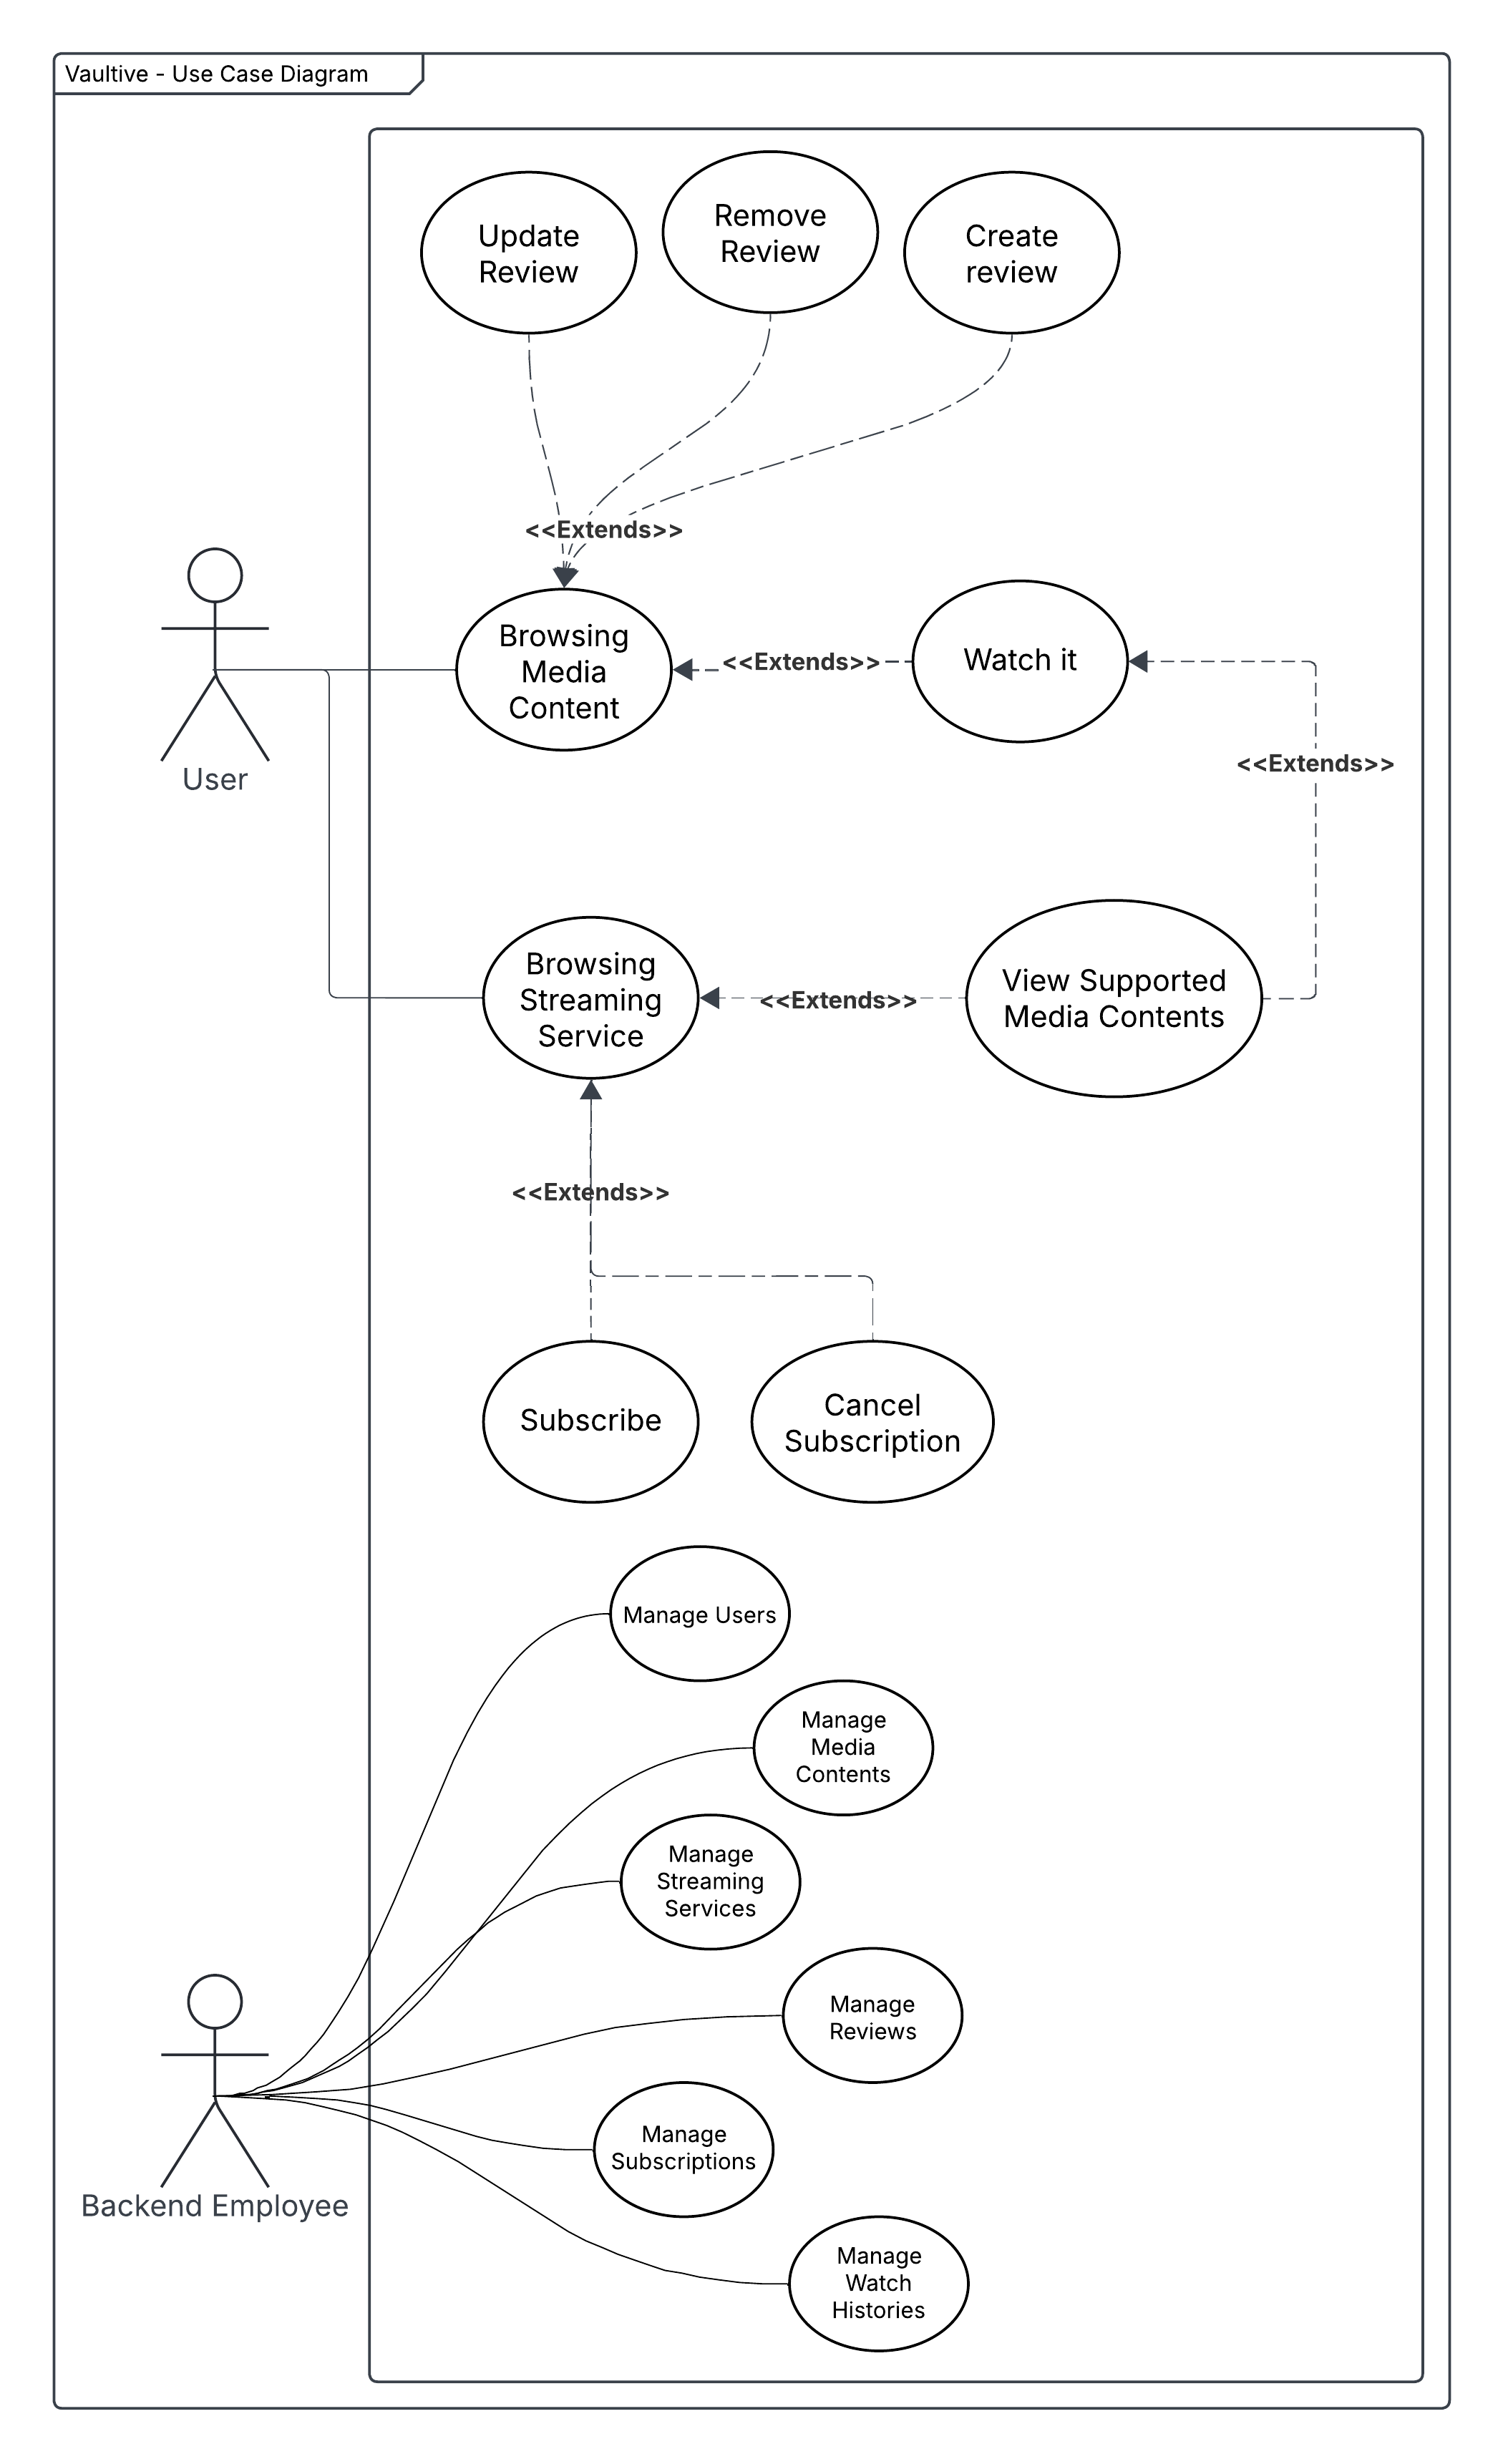 Vaultive - Use Case Diagram
Update
Review
Remove
Review
Create
review
<<Extends>>
Browsing
Media
Content
<<Extends>>
Watch it
User
<<Extends>>
Browsing
Streaming
Service
<<Extends>>
View Supported
Media Contents
<<Extends>>
Subscribe
Cancel
Subscription
Manage Users
Manage
Media
Contents
Manage
Streaming
Services
Manage
Reviews
Manage
Subscriptions
Backend Employee
Manage
Watch
Histories